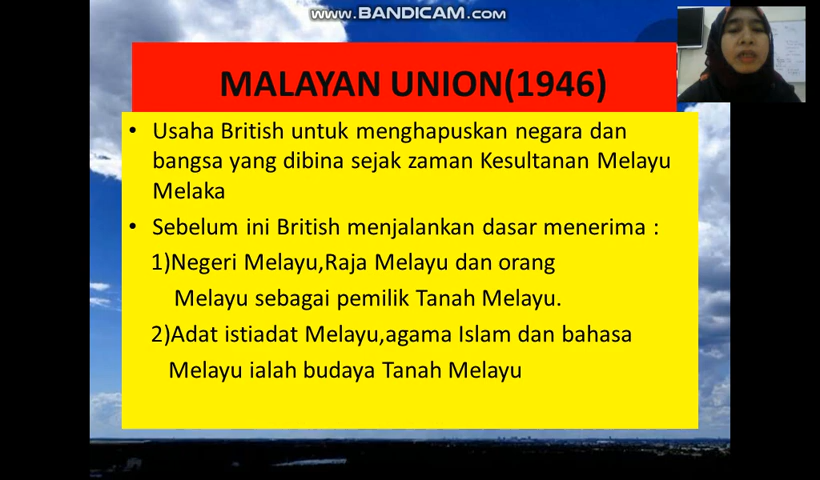 www.BANDICAM.com
MALAYAN UNION(1946)
• Usaha British untuk menghapuskan negara dan
bangsa yang dibina sejak zaman Kesultanan Melayu
Melaka
• Sebelum ini British menjalankan dasar menerima :
1)Negeri Melayu,Raja Melayu dan orang
Melayu sebagai pemilik Tanah Melayu.
2)Adat istiadat Melayu,agama Islam dan bahasa
Melayu ialah budaya Tanah Melayu